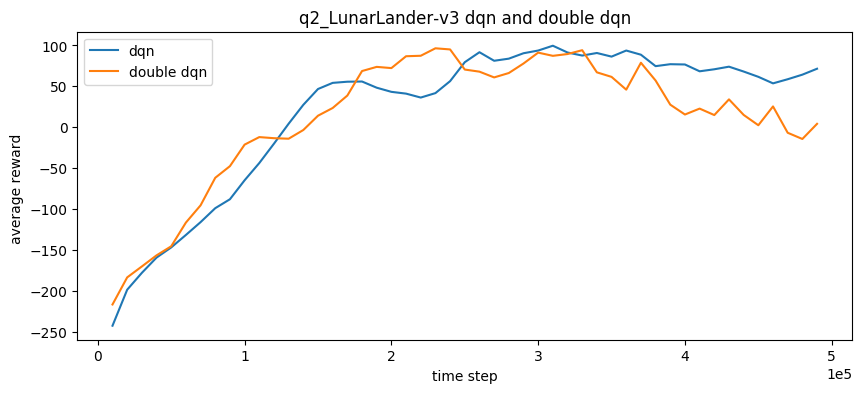 q2_LunarLander-v3 dqn and double dqn
dqn
double dqn
average reward
100
50
0
−50
−100
−150
−200
−250
0
1
2
3
4
5
1e5
time step